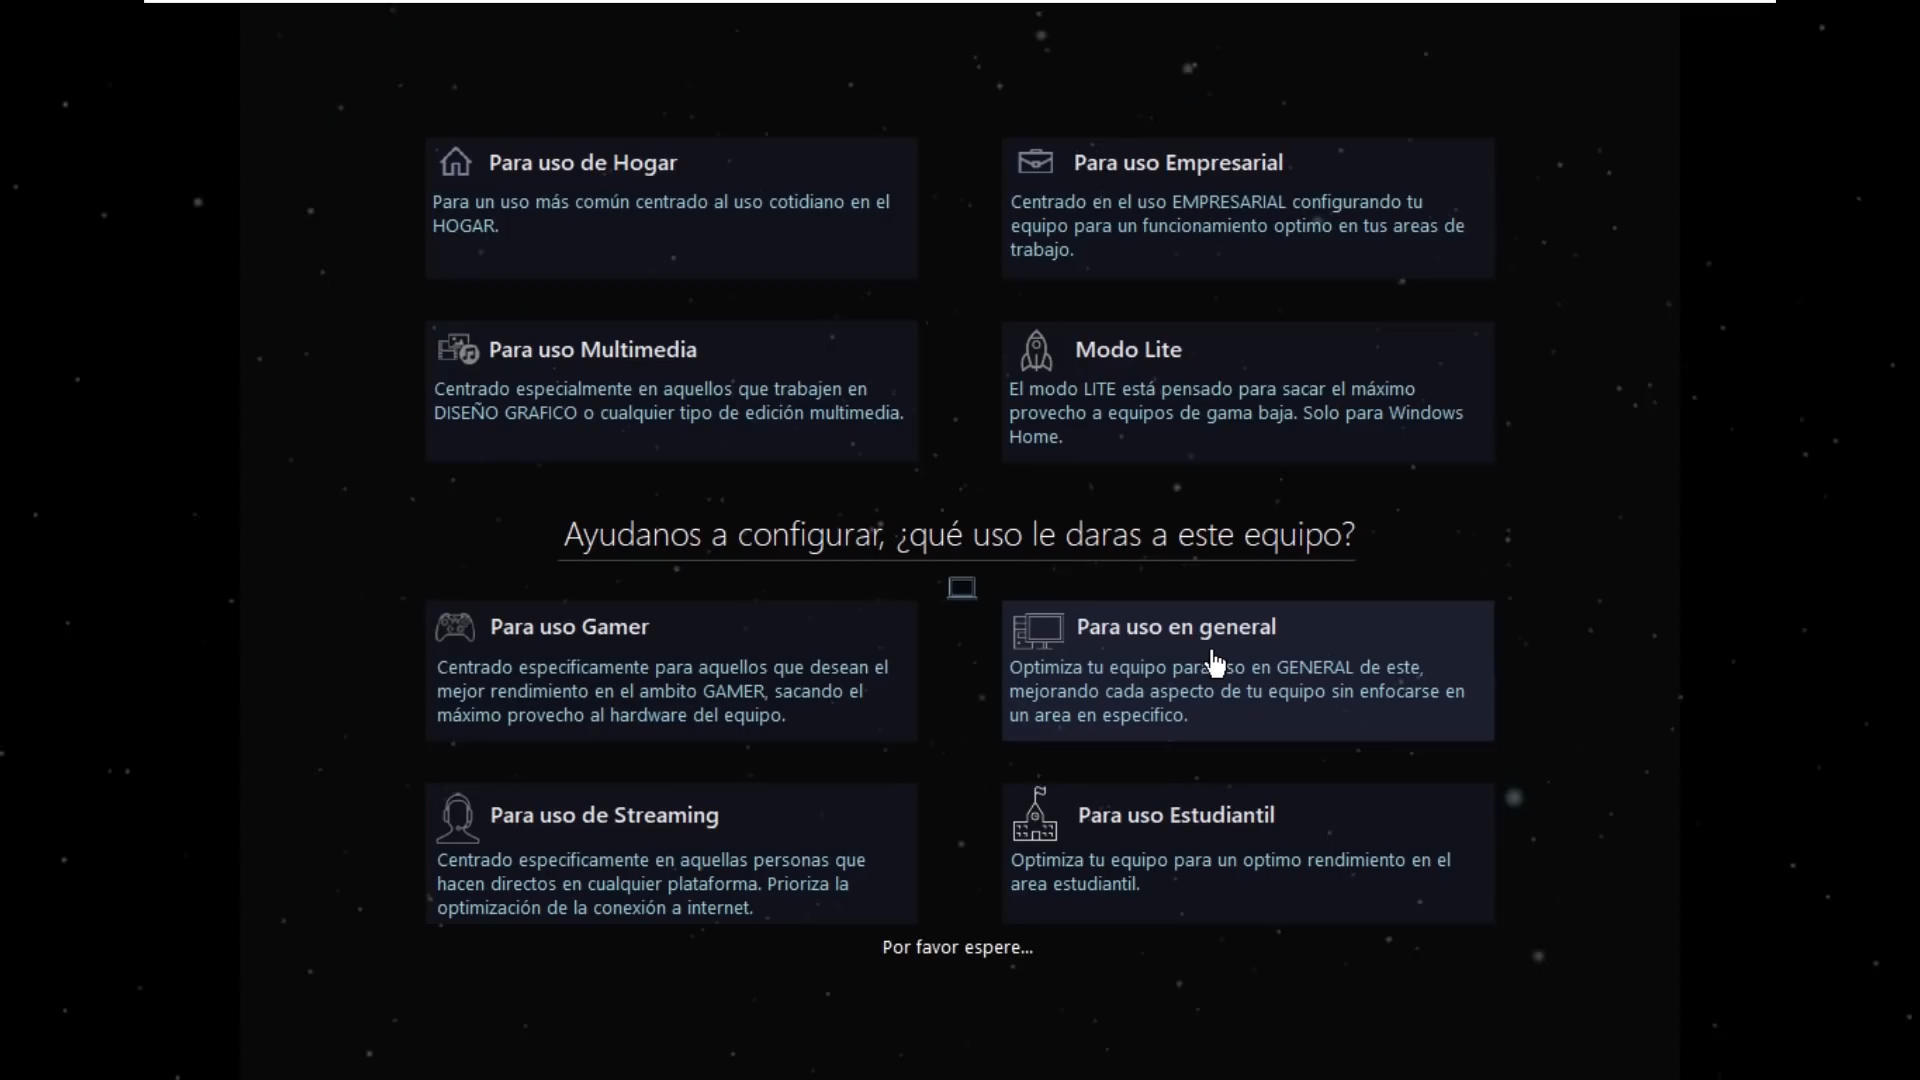 Para uso de Hogar
Para un uso más común centrado al uso cotidiano en el
HOGAR.
Para uso Empresarial
Centrado en el uso EMPRESARIAL configurando tu
equipo para un funcionamiento optimo en tus areas de
trabajo.
Para uso Multimedia
Centrado especialmente en aquellos que trabajen en
DISEÑO GRAFICO o cualquier tipo de edición multimedia.
Modo Lite
El modo LITE está pensado para sacar el máximo
provecho a equipos de gama baja. Solo para Windows
Home.
Ayudanos a configurar, ¿qué uso le daras a este equipo?
Para uso Gamer
Centrado especificamente para aquellos que desean el
mejor rendimiento en el ambito GAMER, sacando el
máximo provecho al hardware del equipo.
Para uso en general
Optimiza tu equipo para uso en GENERAL de este,
mejorando cada aspecto de tu equipo sin enfocarse en
un area en especifico.
Para uso de Streaming
Centrado especificamente en aquellas personas que
hacen directos en cualquier plataforma. Prioriza la
optimización de la conexión a internet.
Para uso Estudiantil
Optimiza tu equipo para un optimo rendimiento en el
area estudiantil.
Por favor espere...